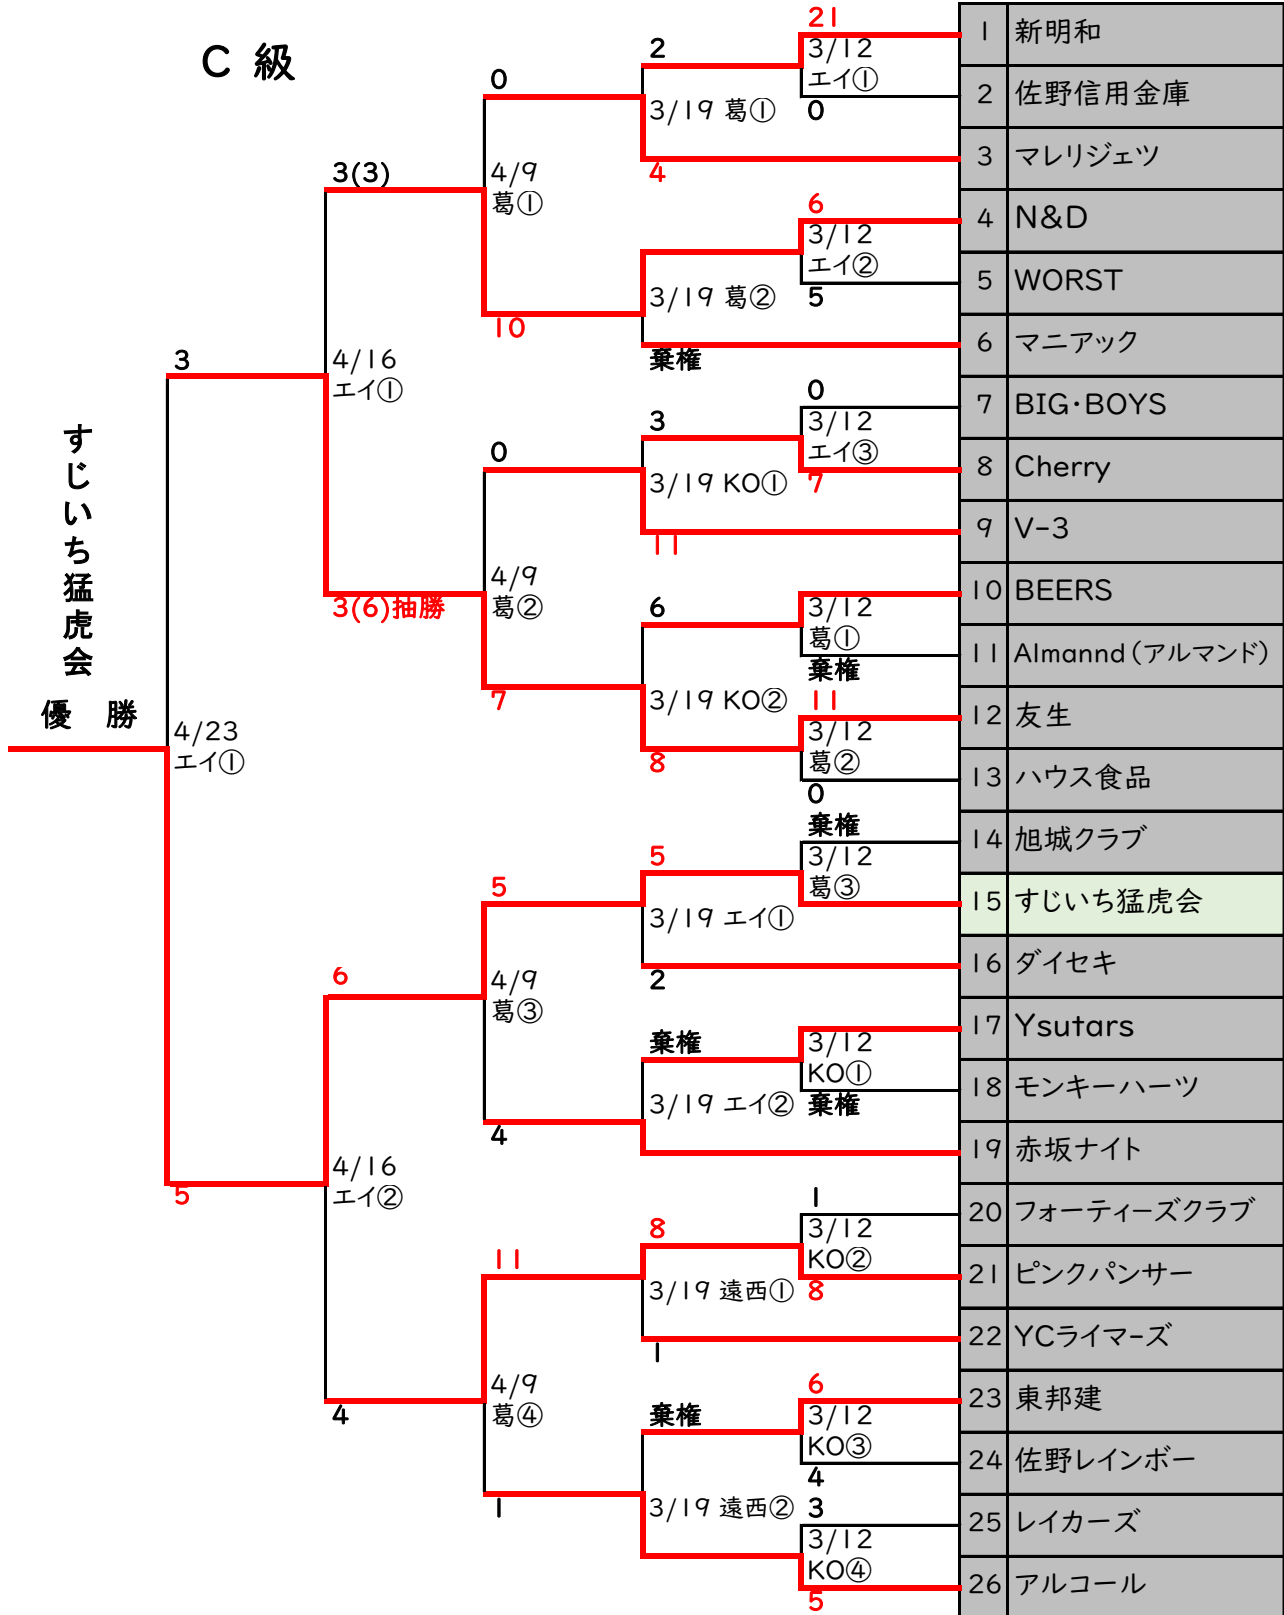 C 級
21
1 新明和
3/12
エイ①
2
0
2 佐野信用金庫
0
3/19 葛①
3 マレリジェツ
4
3(3)
4/9
葛①
6
4 N&D
3/12
エイ②
5
5 WORST
3/19 葛②
10
6 マニアック
棄権
3
4/16
エイ①
0
7 BIG・BOYS
3/12
エイ③
3
7
8 Cherry
0
3/19 KO①
9 V-3
11
4/9
葛②
3(6)抽勝
10 BEERS
3/12
葛①
6
棄権
11 Almannd(アルマンド)
3/19 KO②
7
11
12 友生
3/12
葛②
8
0
13 ハウス食品
すじいち猛虎会
優 勝
4/23
エイ①
棄権
14 旭城クラブ
3/12
葛③
5
15 すじいち猛虎会
5
3/19 エイ①
16 ダイセキ
2
6
4/9
葛③
棄権
17 Ysutars
3/12
KO①
棄権
18 モンキーハーツ
3/19 エイ②
4
19 赤坂ナイト
5
4/16
エイ②
1
20 フォーティーズクラブ
3/12
KO②
8
8
21 ピンクパンサー
11
3/19 遠西①
22 YCライマーズ
1
4
4/9
葛④
6
23 東邦建
3/12
KO③
棄権
4
24 佐野レインボー
3/19 遠西②
1
3
25 レイカーズ
3/12
KO④
5
26 アルコール